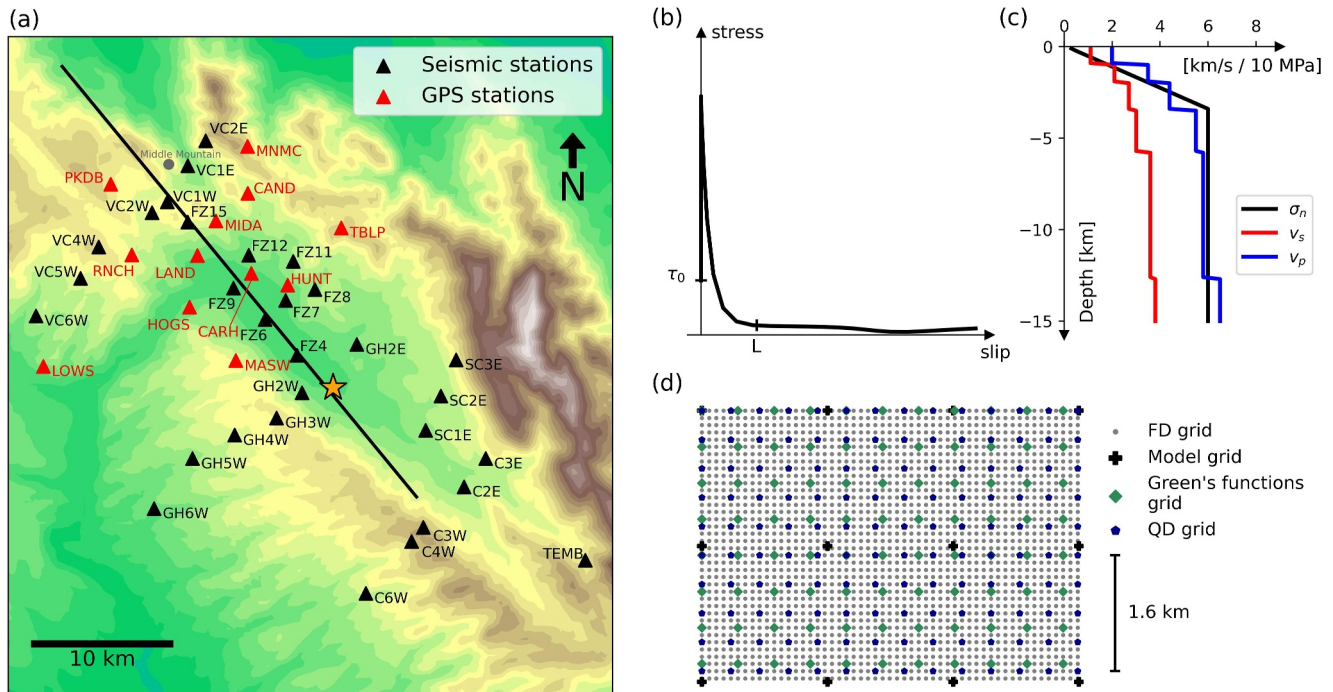 (a)
Seismic stations
GPS stations
N
VC2E
MNMC
Middle Mountain
VC1E
PKDB
CAND
VC1W
VC2W
FZ15
MIDA
TBLP
VC4W
FZ12
FZ11
RNCH
LAND
HUNT
VC5W
FZ9
FZ8
FZ7
HOGS
CARH
FZ6
VC6W
FZ4
GH2E
LOWS
MASW
SC3E
GH2W
SC2E
GH3W
GH4W
SC1E
GH5W
C3E
C2E
GH6W
C3W
C4W
TEMB
C6W
10 km
(b)
stress
τ0
L
slip
(c)
0 2 4 6 8
[km/s / 10 MPa]
0
−5
−10
−15
Depth [km]
σn
vs
vp
(d)
FD grid
Model grid
Green's functions
grid
QD grid
1.6 km